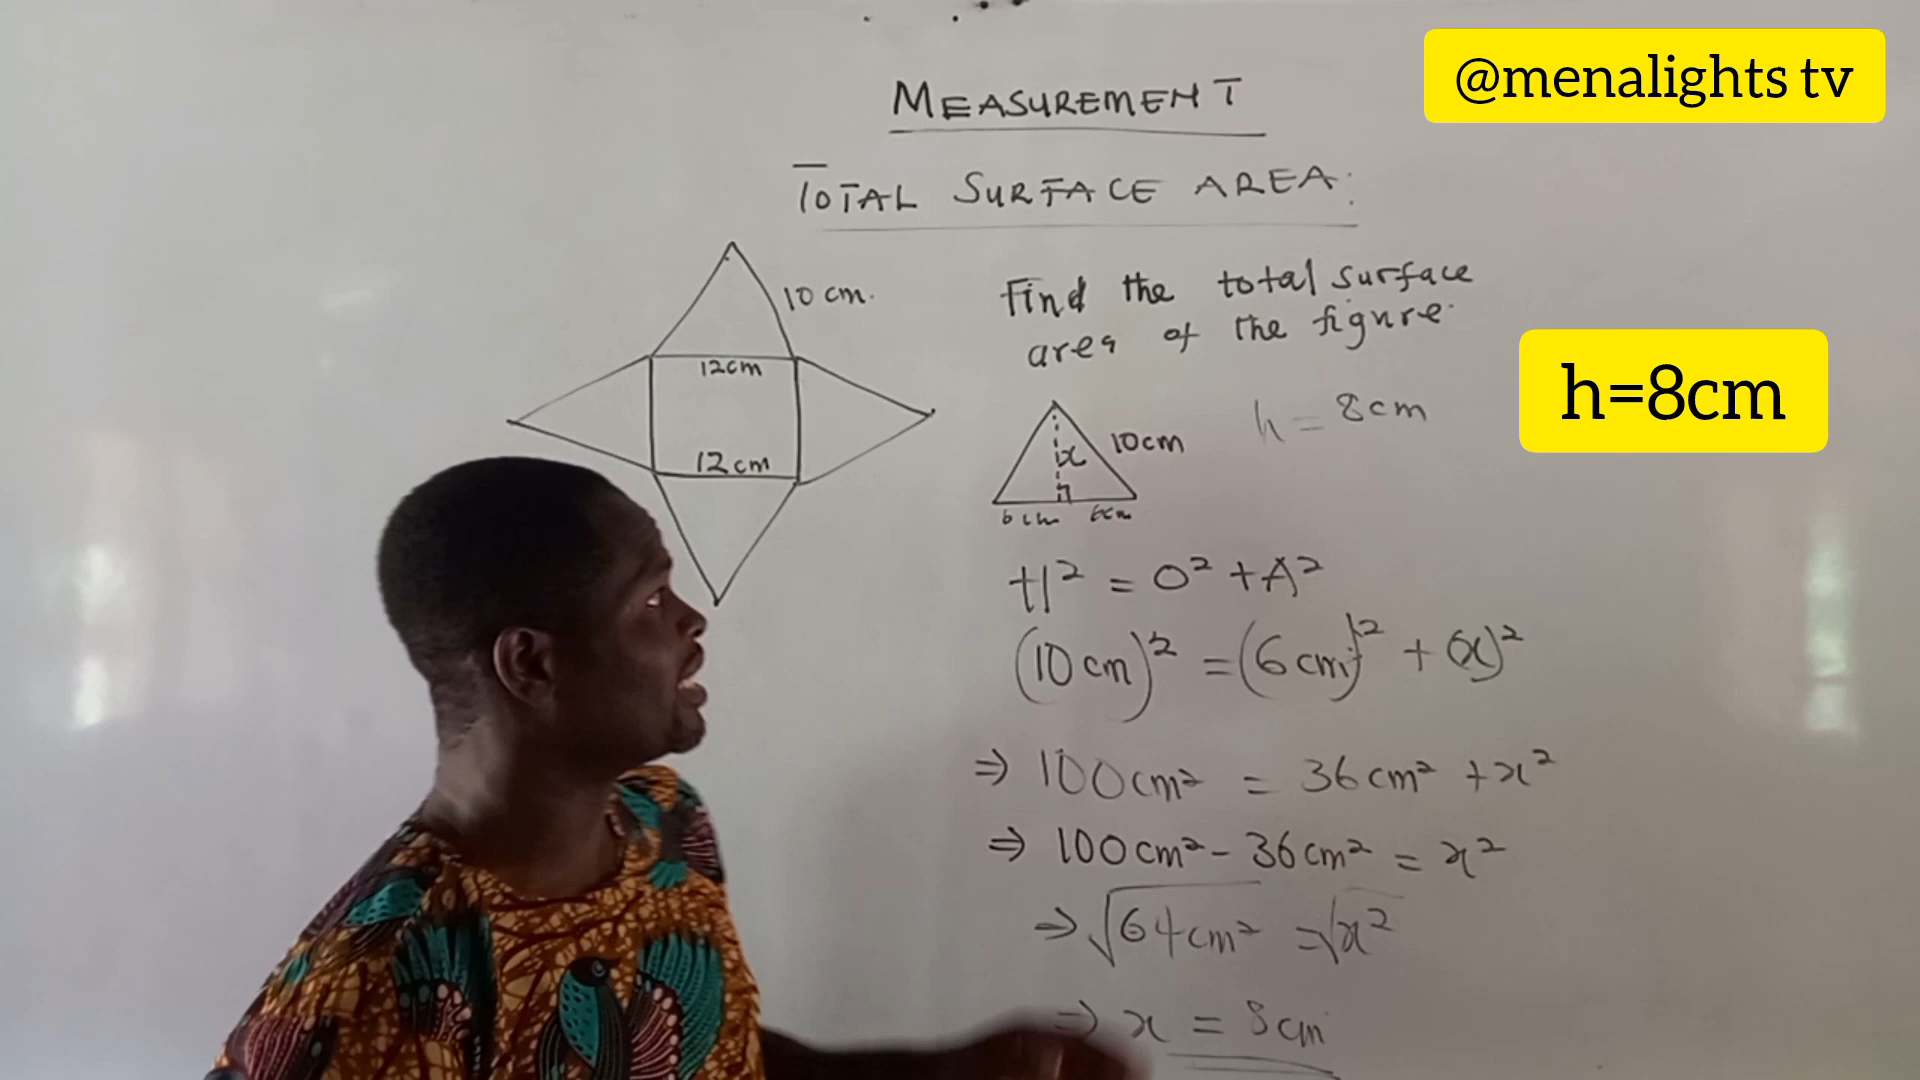 @menalights tv
MEASUREMENT
TOTAL SURFACE AREA:
10 cm.
12cm
12cm
Find the total surface
area of the figure.
x
10cm
6cm 6cm
h = 8cm
h=8cm
H² = O² + A²
(10cm)² = (6cm)² + (x)²
⇒ 100cm² = 36cm² + x²
⇒ 100cm² - 36cm² = x²
⇒ √64cm² = √x²
⇒ x = 8cm